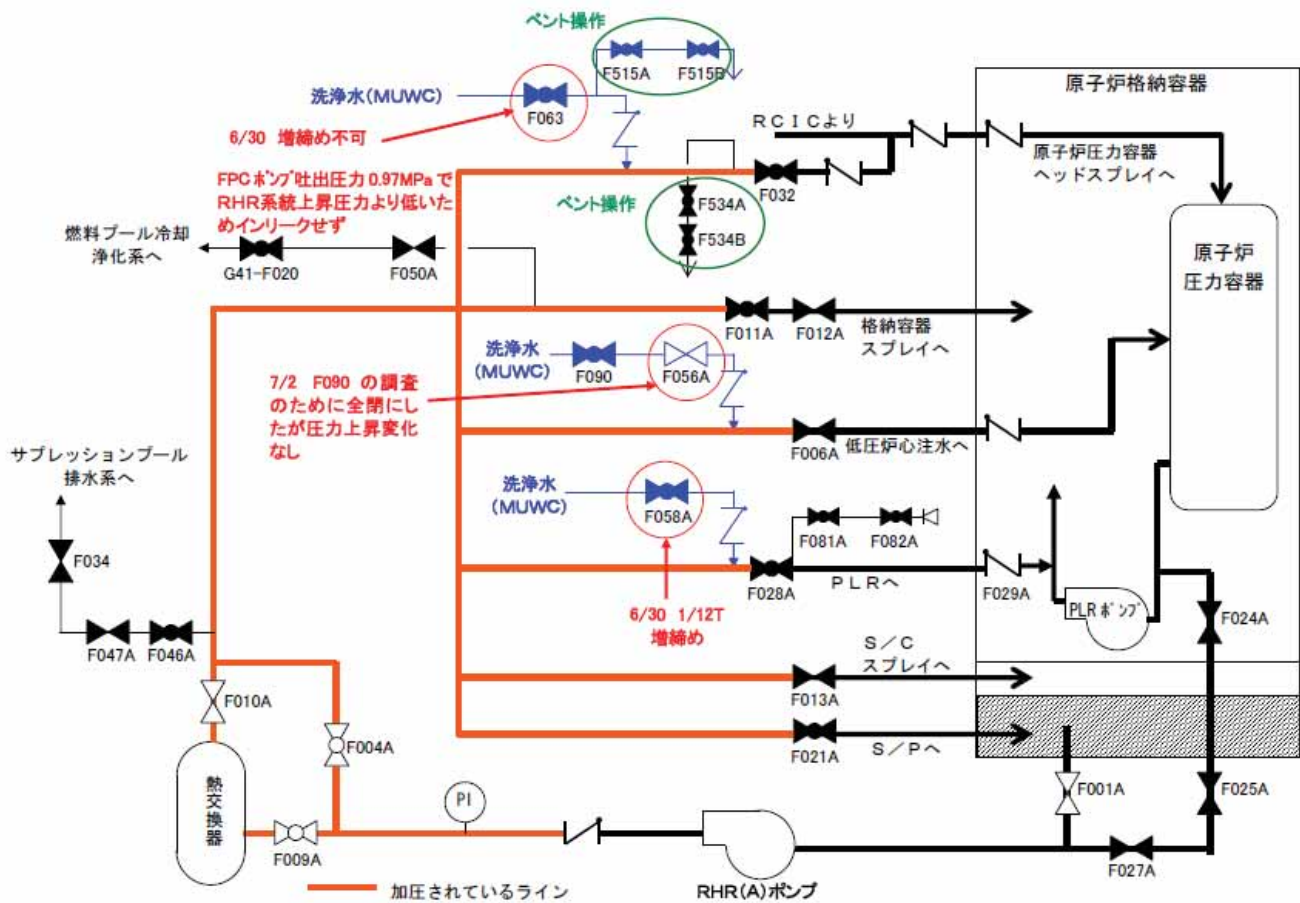 ベント操作
F515A
F515B
洗浄水(MUWC)
F063
6/30 増締め不可
FPCポンプ吐出圧力0.97MPaで
RHR系統上昇圧力より低いた
めインリークせず
原子炉格納容器
RCICより
原子炉圧力容器
ヘッドスプレイへ
F032
ベント操作
F534A
F534B
燃料プール冷却
浄化系へ
G41-F020
F050A
原子炉
圧力容器
F011A
F012A
格納容器
スプレイへ
洗浄水
(MUWC)
F090
F056A
7/2 F090 の調査
のために全閉にし
たが圧力上昇変化
なし
F006A
低圧炉心注水へ
サプレッションプール
排水系へ
洗浄水
(MUWC)
F058A
F081A
F082A
F034
F028A
PLRへ
F029A
PLRポンプ
F024A
6/30 1/12T
増締め
F047A
F046A
S/C
スプレイへ
F010A
F013A
F004A
F021A
S/Pへ
熱交換器
PI
F001A
F025A
F009A
F027A
RHR(A)ポンプ
加圧されているライン